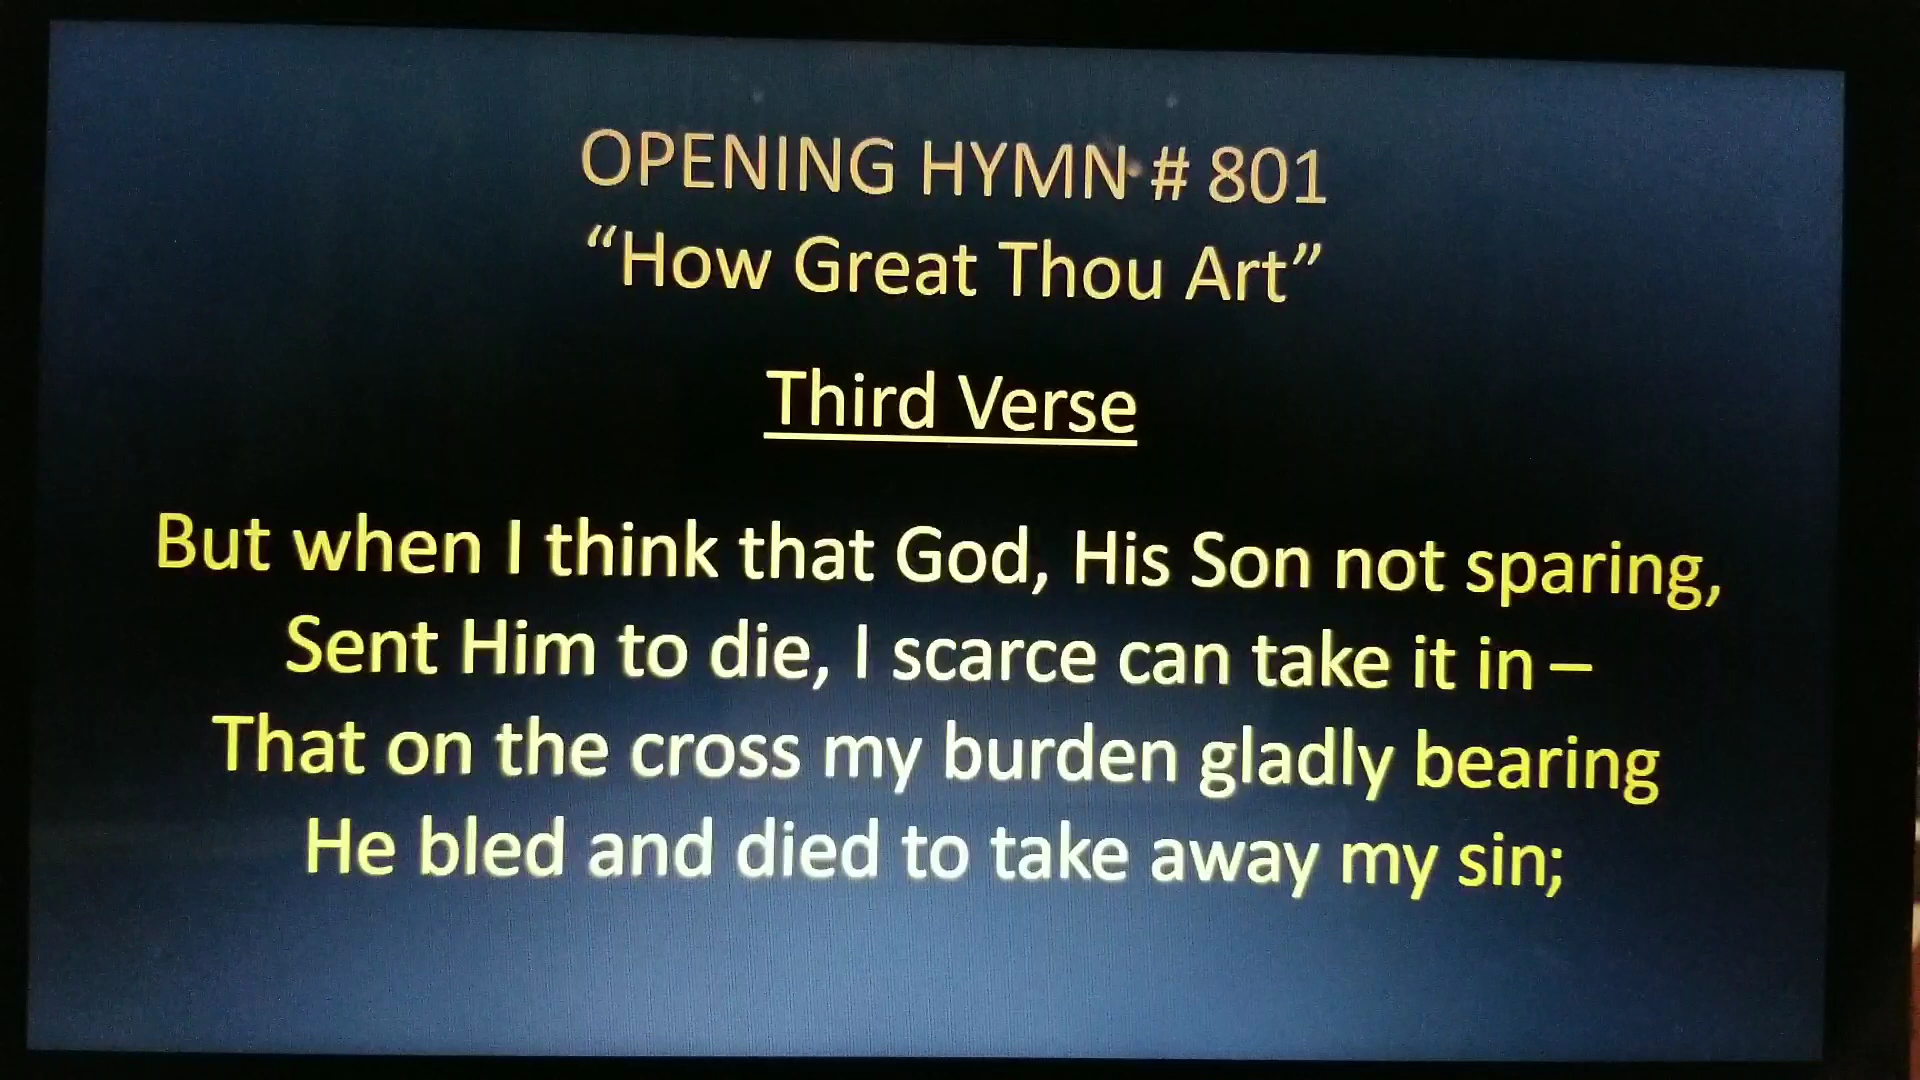 OPENING HYMN # 801
“How Great Thou Art”
Third Verse
But when I think that God, His Son not sparing,
Sent Him to die, I scarce can take it in –
That on the cross my burden gladly bearing
He bled and died to take away my sin;